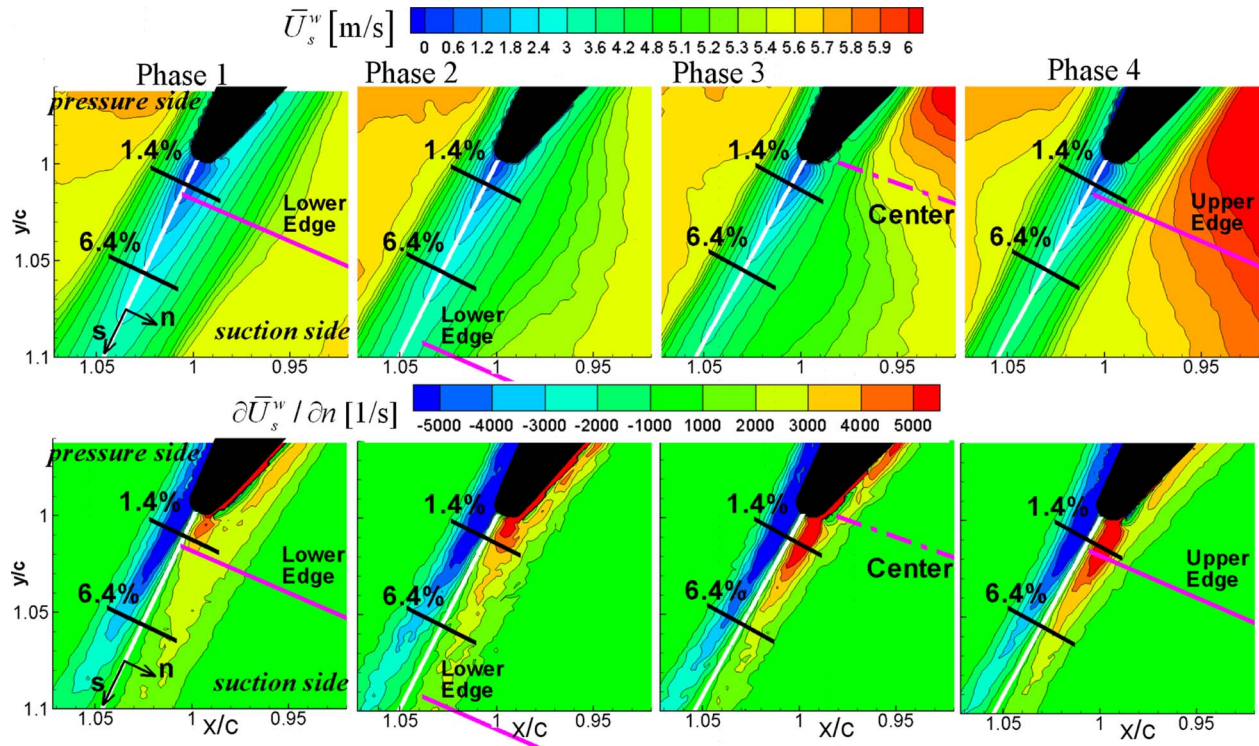 Ū_s^w [m/s]
0 0.6 1.2 1.8 2.4 3 3.6 4.2 4.8 5.1 5.2 5.3 5.4 5.6 5.7 5.8 5.9 6
Phase 1 Phase 2 Phase 3 Phase 4
pressure side
1.4% 1.4% 1.4% 1.4%
1
Lower
Edge
Center
Upper
Edge
y/c
6.4% 6.4% 6.4% 6.4%
1.05
Lower
Edge
s n
suction side
1.1
1.05 1 0.95 1.05 1 0.95 1.05 1 0.95 1.05 1 0.95
∂Ū_s^w / ∂n [1/s]
-5000 -4000 -3000 -2000 -1000 1000 2000 3000 4000 5000
pressure side
1.4% 1.4% 1.4% 1.4%
1
Lower
Edge
Center
Upper
Edge
y/c
6.4% 6.4% 6.4% 6.4%
1.05
Lower
Edge
s n
suction side
1.1
1.05 1 0.95 1.05 1 0.95 1.05 1 0.95 1.05 1 0.95
X/C X/C X/C X/C